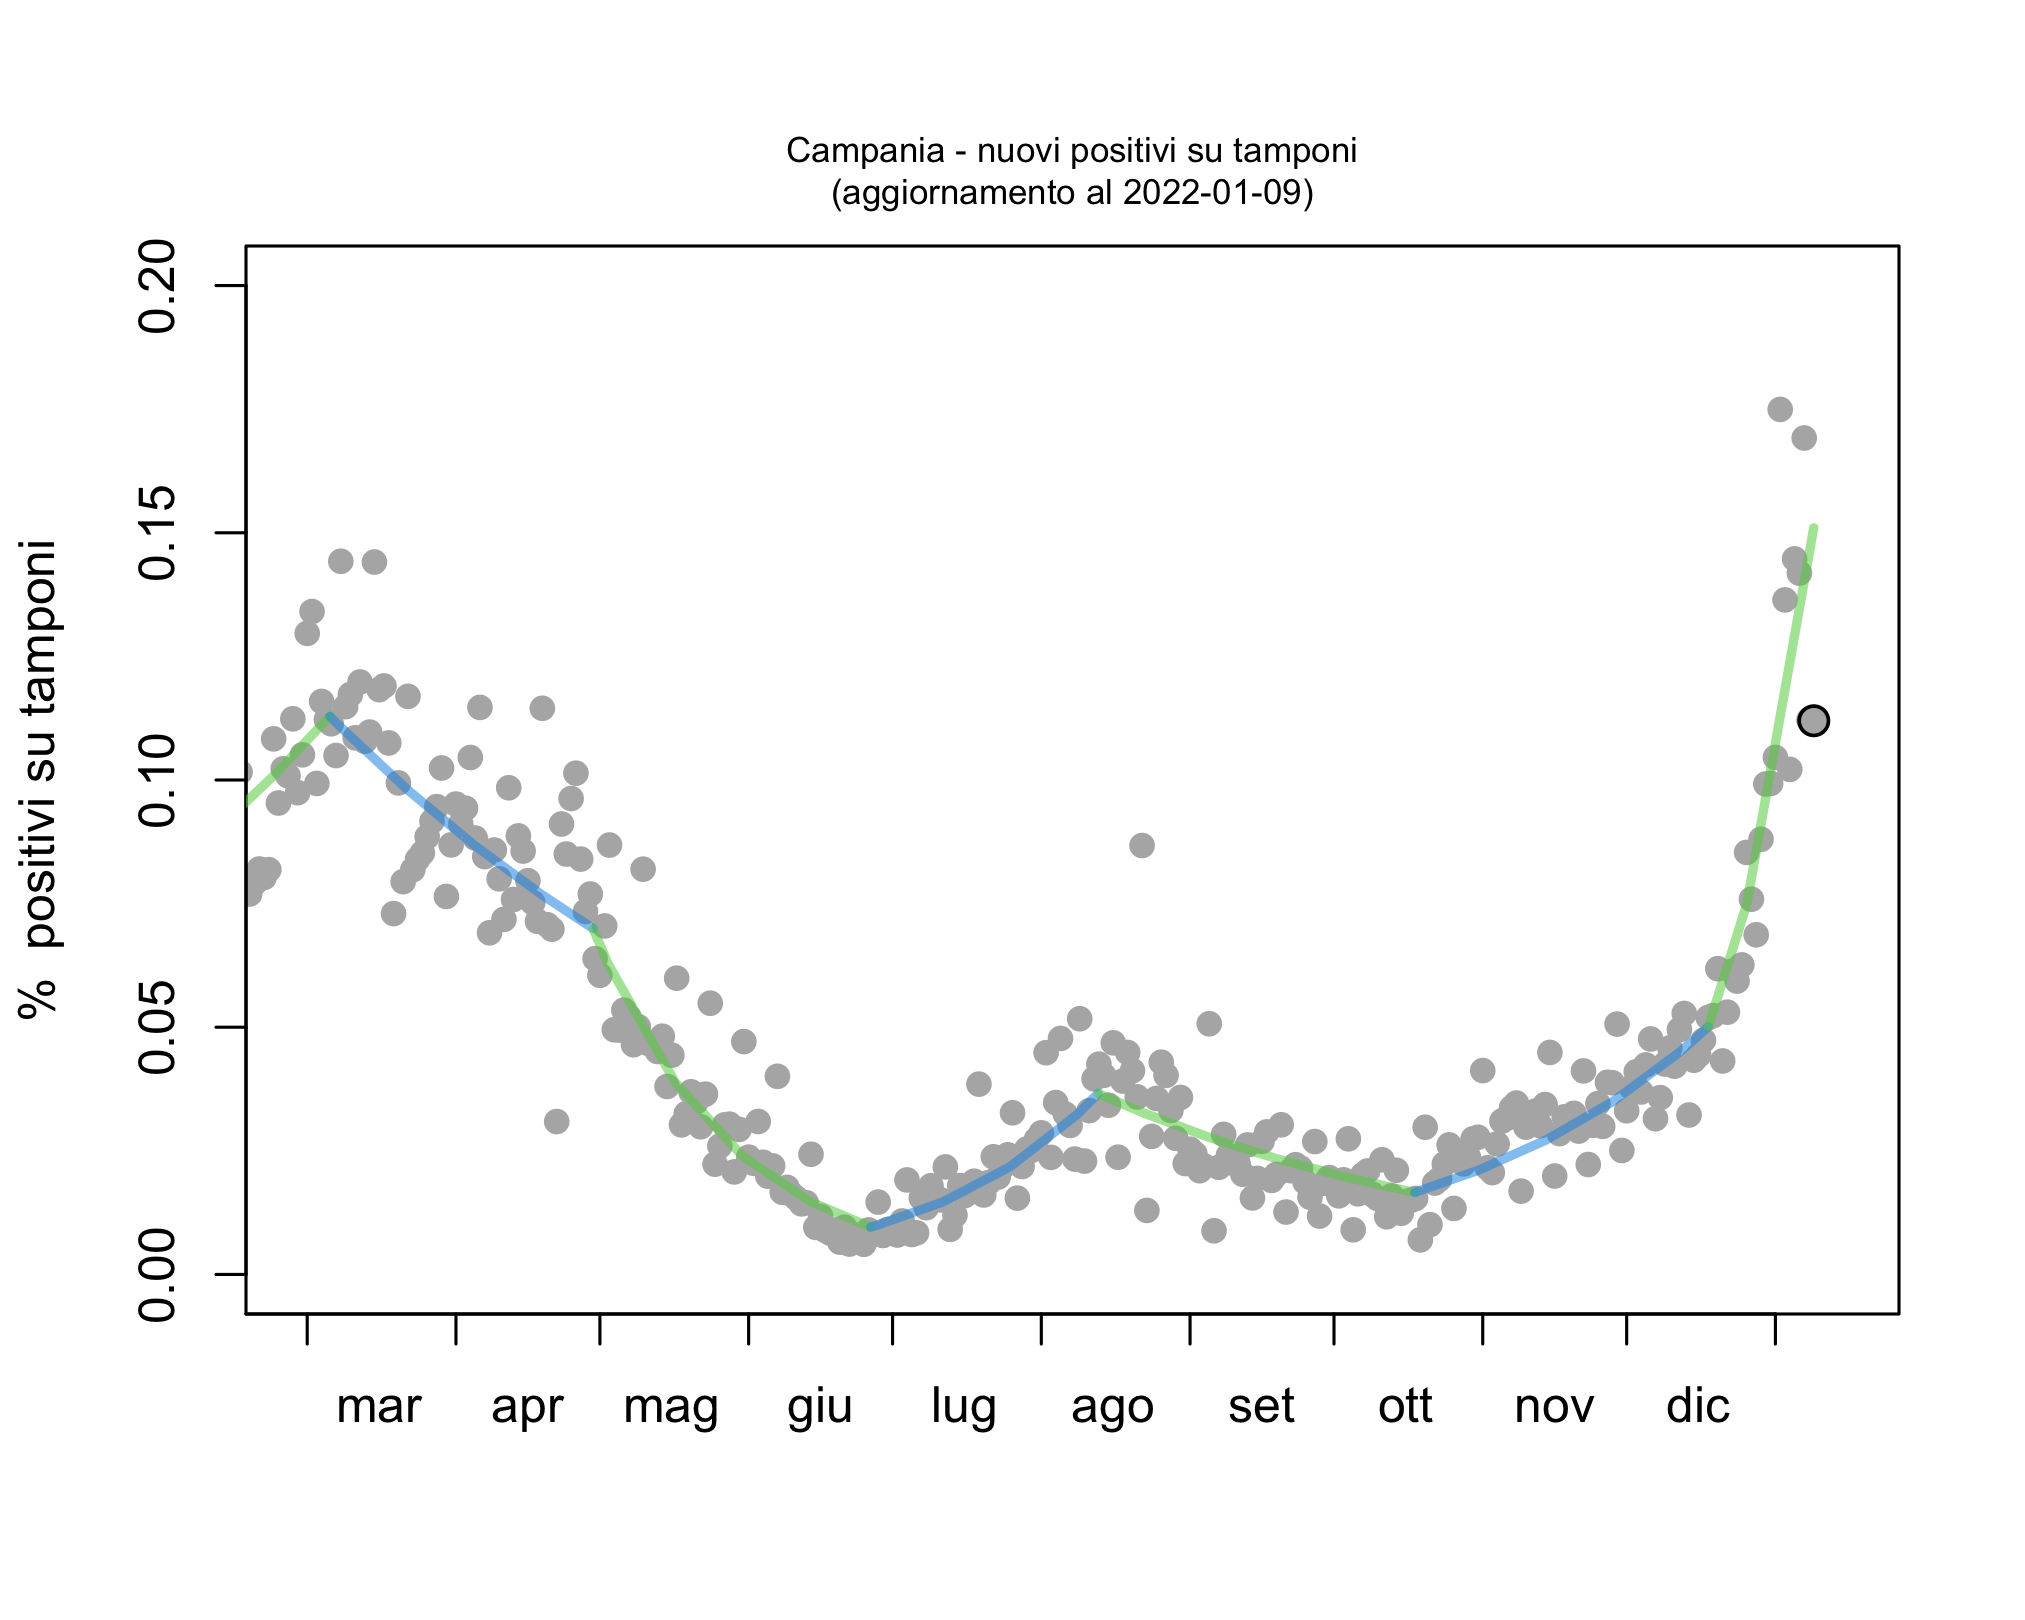 Campania - nuovi positivi su tamponi
(aggiornamento al 2022-01-09)
% positivi su tamponi
0.20
0.15
0.10
0.05
0.00
mar apr mag giu lug ago set ott nov dic